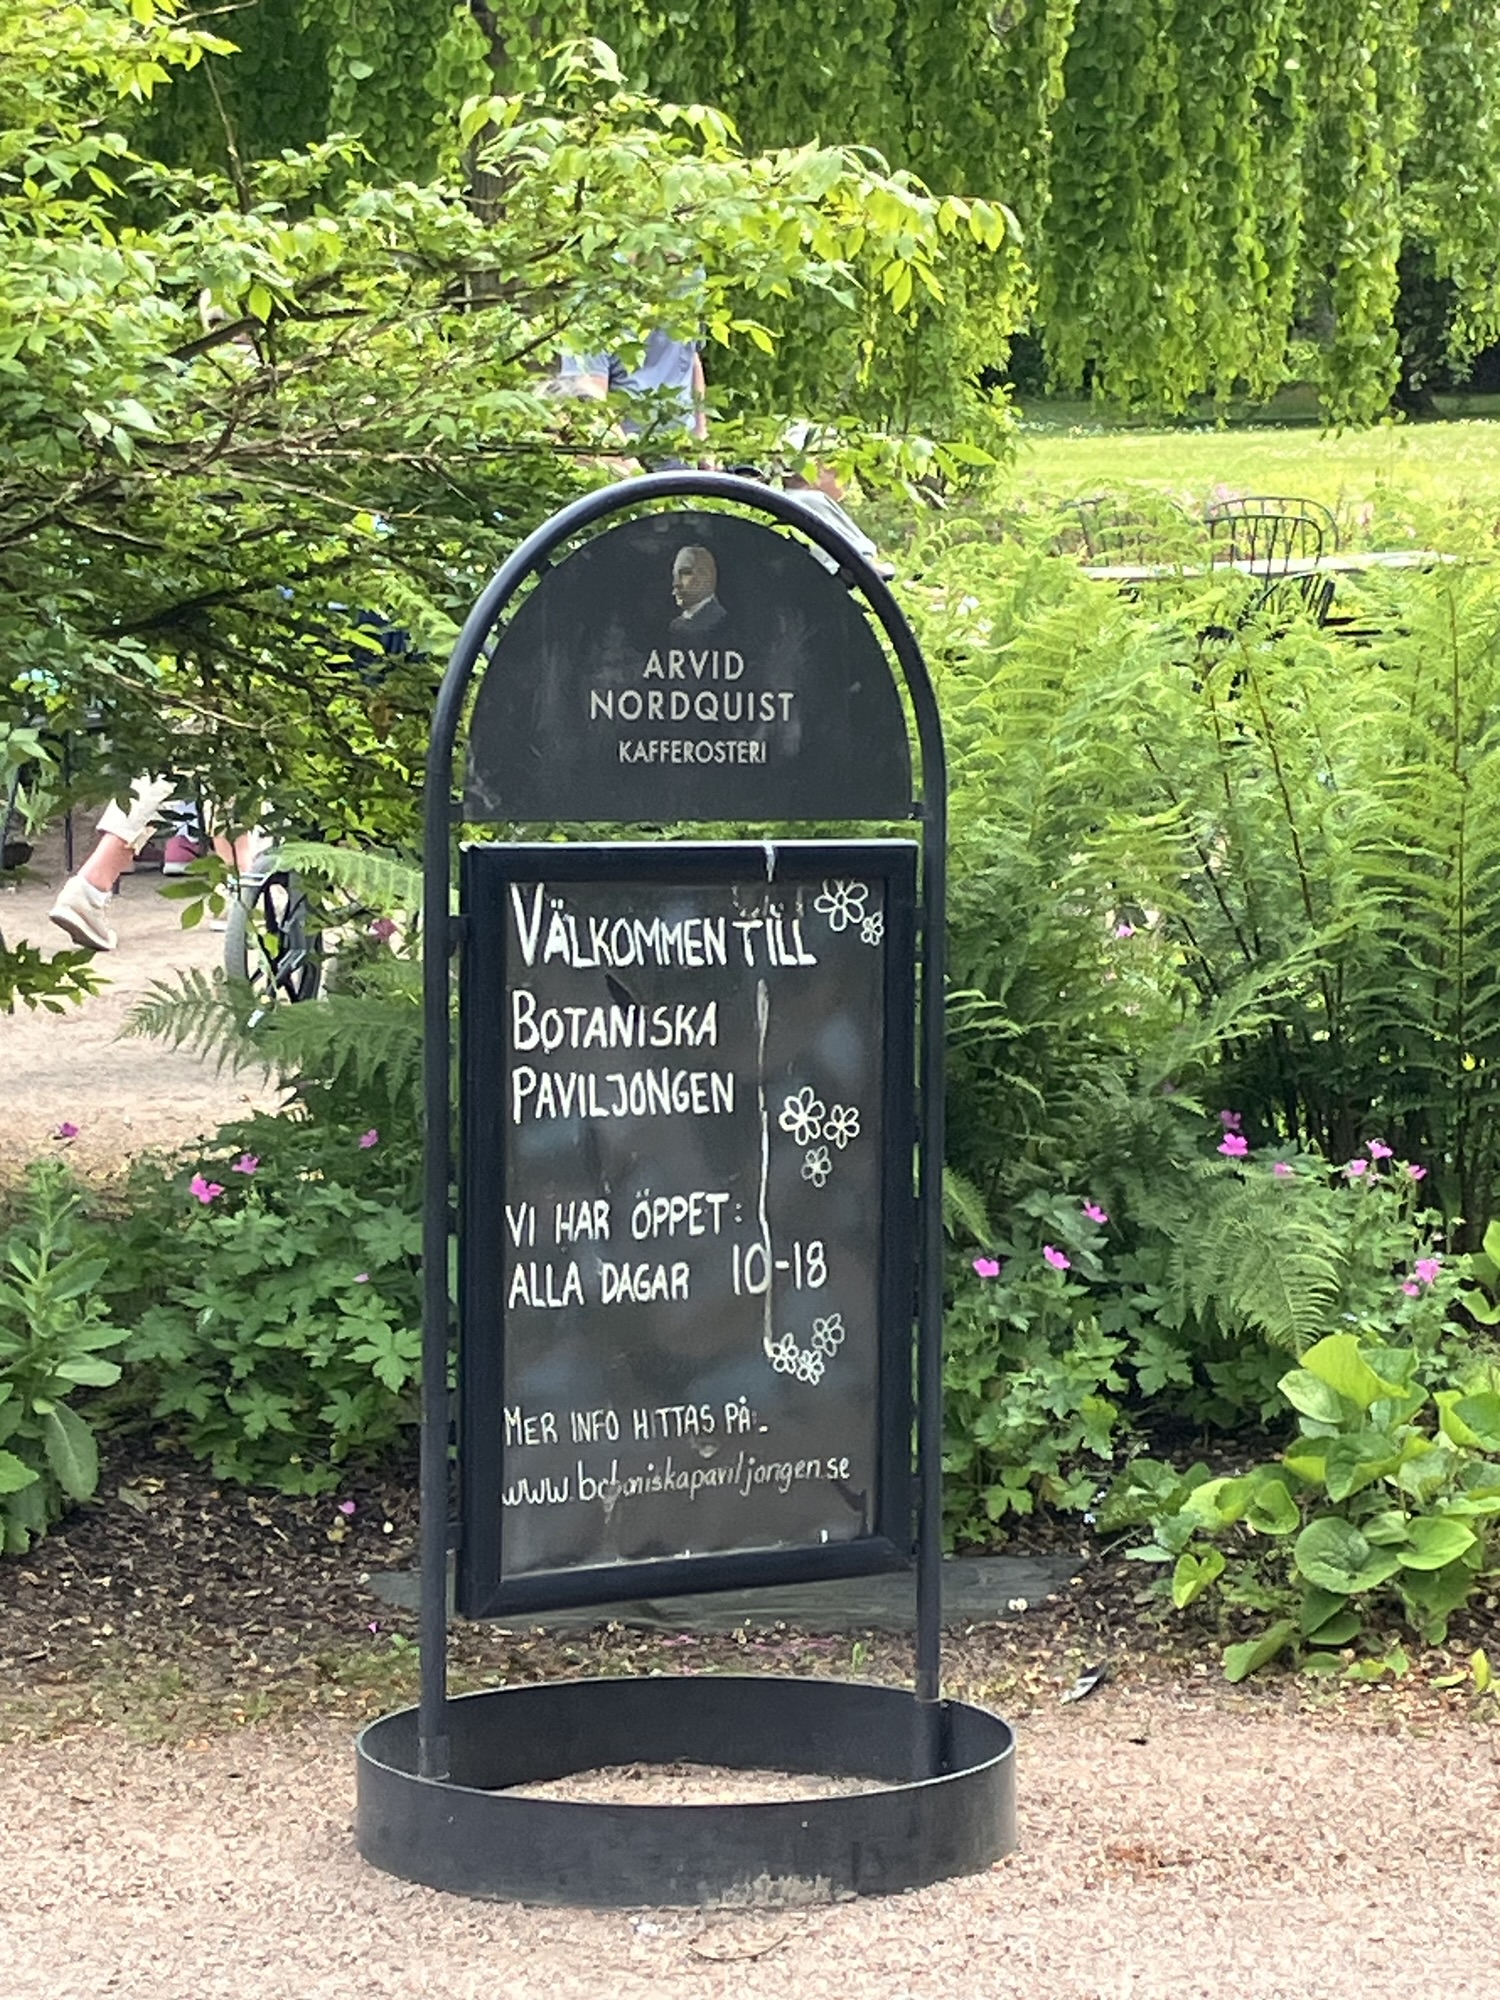 ARVID
NORDQUIST
KAFFEROSTERI
VÄLKOMMEN TILL
BOTANISKA
PAVILJONGEN
VI HAR ÖPPET:
ALLA DAGAR 10-18
MER INFO HITTAS PÅ:
www.botaniskapaviljongen.se